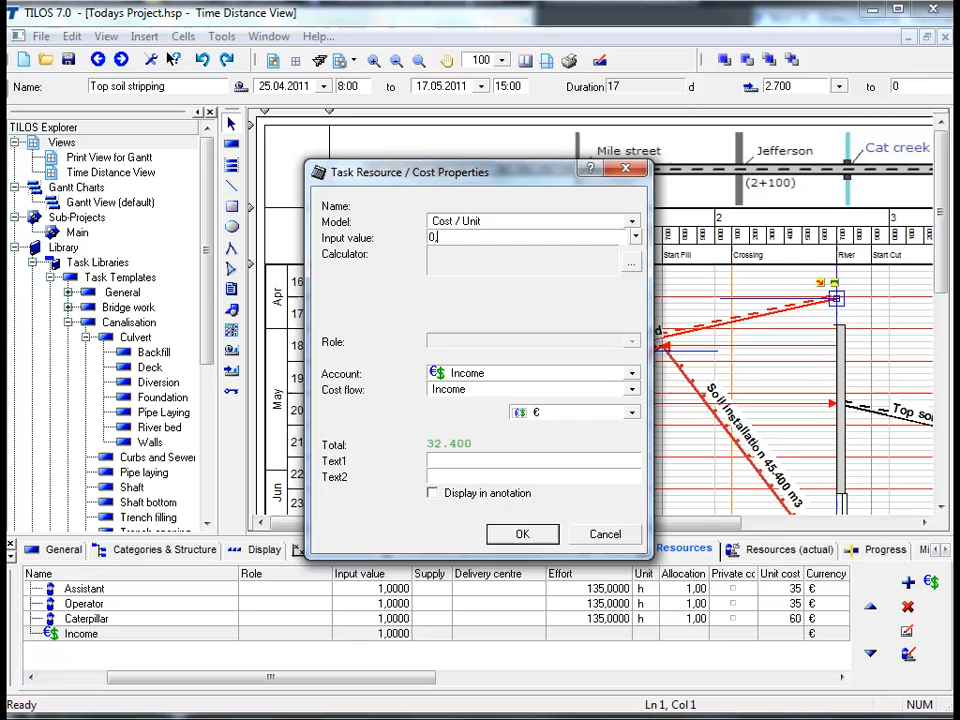 TILOS 7.0 - [Todays Project.hsp - Time Distance View]
File Edit View Insert Cells Tools Window Help...
100
Name: Top soil stripping 25.04.2011 8:00 to 17.05.2011 15:00 Duration 17 d 2.700 to 0
TILOS Explorer
Views
Print View for Gantt
Time Distance View
Gantt Charts
Gantt View (default)
Sub-Projects
Main
Library
Task Libraries
Task Templates
General
Bridge work
Canalisation
Culvert
Backfill
Deck
Diversion
Foundation
Pipe Laying
River bed
Walls
Curbs and Sewer
Pipe laying
Shaft
Shaft bottom
Trench filling
Mile street
Jefferson
(2+100)
Cat creek
2 3
Start Fill Crossing River Start Cut
Apr
May
Jun
16
17
18
19
20
21
22
23
Soil installation 45.400 m3
Top so
Task Resource / Cost Properties
Name:
Model: Cost / Unit
Input value: 0,
Calculator:
...
Role:
Account: €$ Income
Cost flow: Income
€
Total: 32.400
Text1
Text2
Display in anotation
OK Cancel
General Categories & Structure Display Resources Resources (actual) Progress Mi
Name Role Input value Supply Delivery centre Effort Unit Allocation Private co Unit cost Currency
Assistant 1,0000 135,0000 h 1,00 35 €
Operator 1,0000 135,0000 h 1,00 35 €
Caterpillar 1,0000 135,0000 h 1,00 60 €
€$ Income 1,0000 €
Ready Ln 1, Col 1 NUM